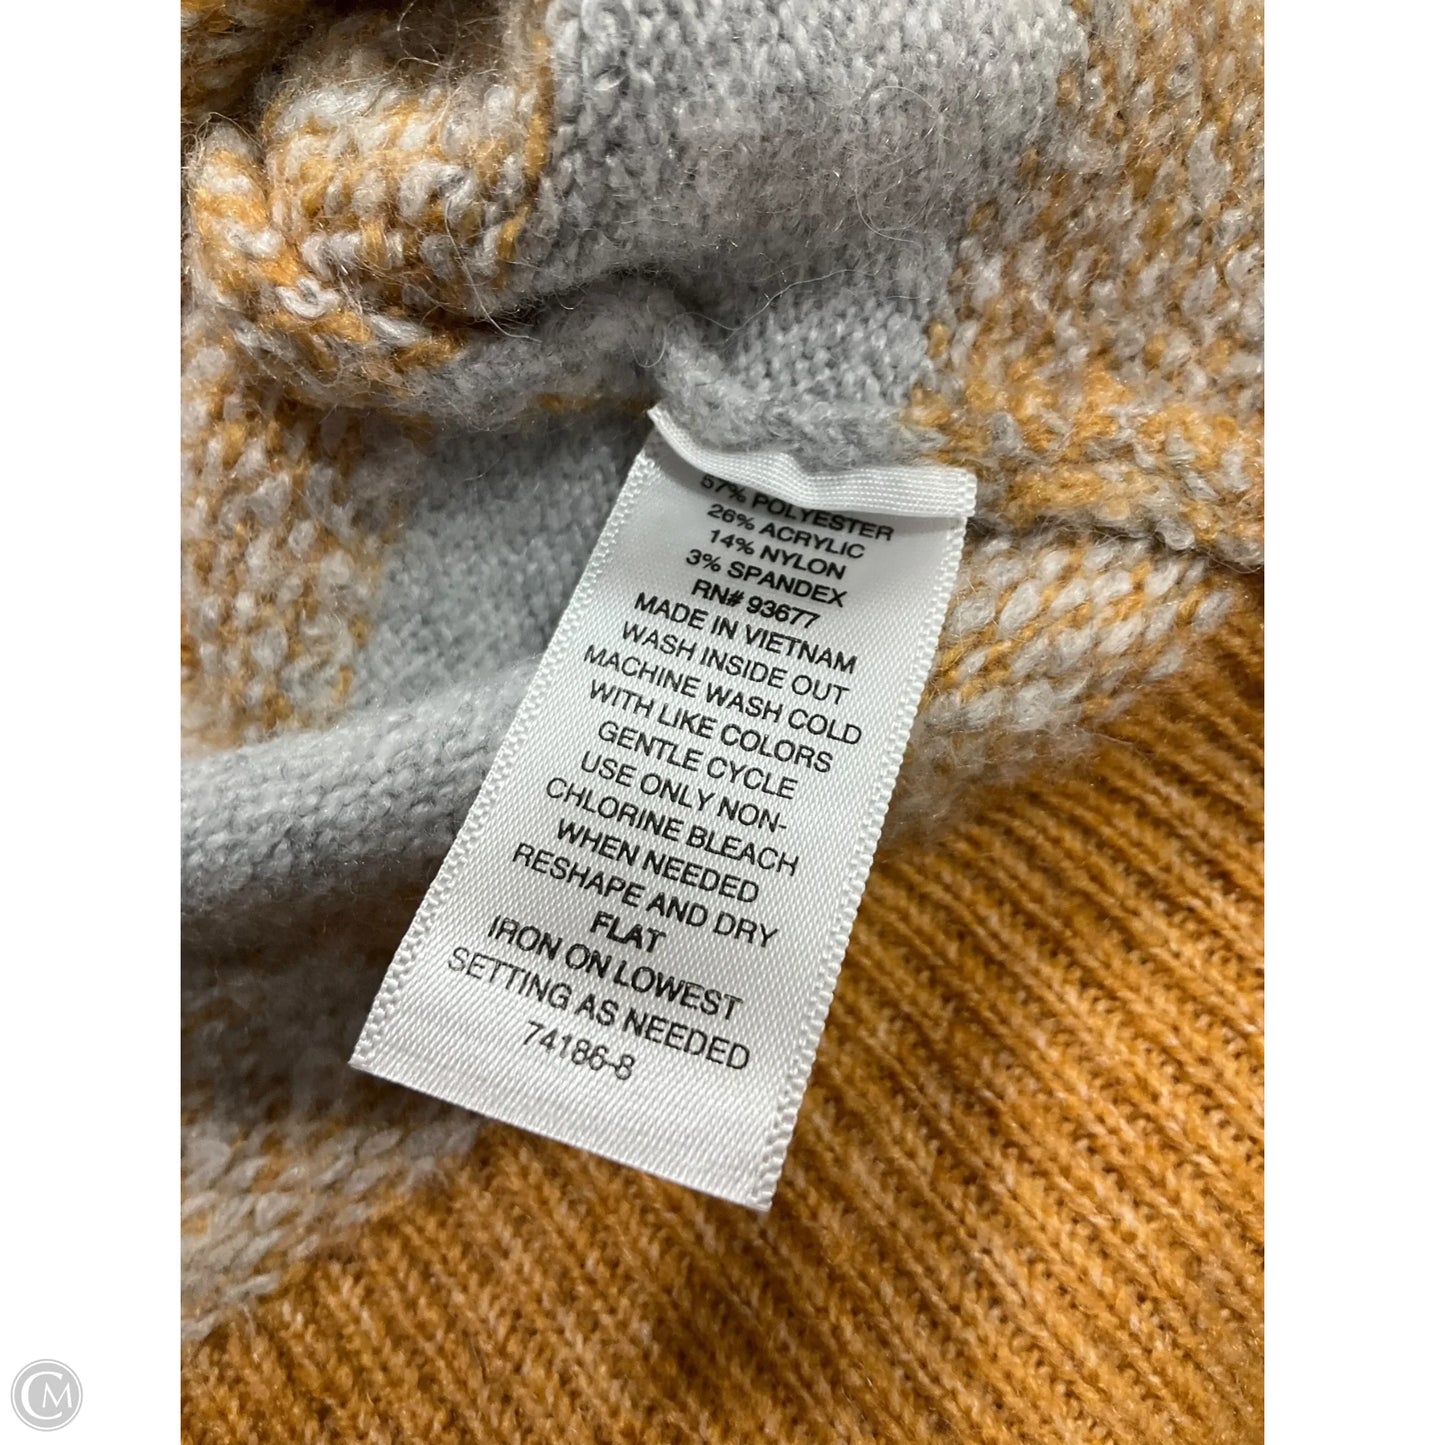 57% POLYESTER
26% ACRYLIC
14% NYLON
3% SPANDEX
RN# 93677
MADE IN VIETNAM
WASH INSIDE OUT
MACHINE WASH COLD
WITH LIKE COLORS
GENTLE CYCLE
USE ONLY NON-
CHLORINE BLEACH
WHEN NEEDED
RESHAPE AND DRY
FLAT
IRON ON LOWEST
SETTING AS NEEDED
74186-8
CM